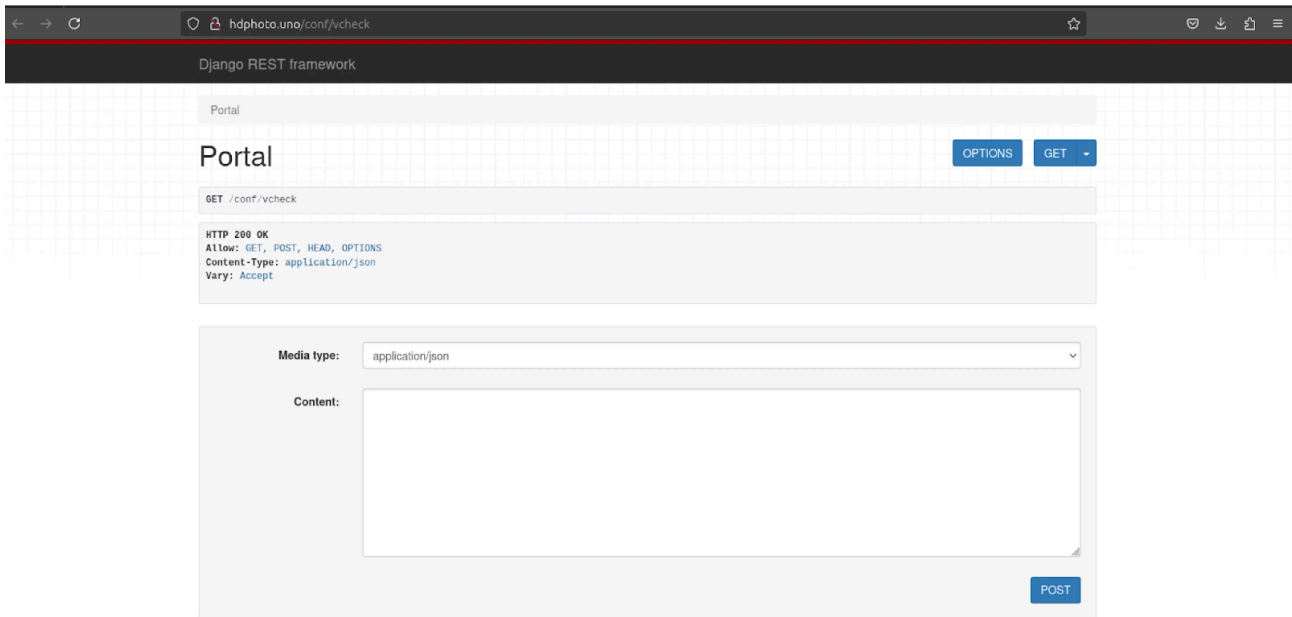 hdphoto.uno/conf/vcheck
Django REST framework
Portal
Portal
OPTIONS
GET
GET /conf/vcheck
HTTP 200 OK
Allow: GET, POST, HEAD, OPTIONS
Content-Type: application/json
Vary: Accept
Media type:
application/json
Content:
POST